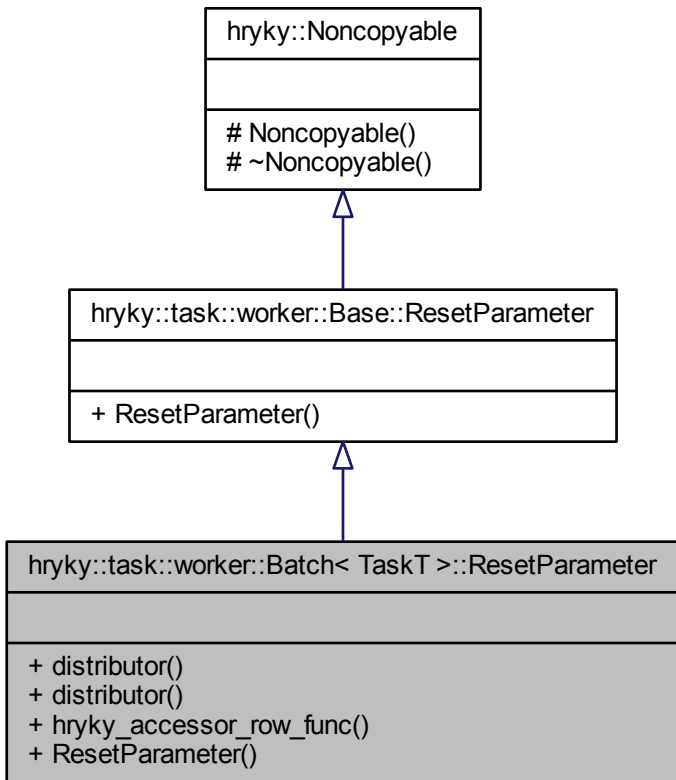 hryky::Noncopyable
# Noncopyable()
# ~Noncopyable()
hryky::task::worker::Base::ResetParameter
+ ResetParameter()
hryky::task::worker::Batch< TaskT >::ResetParameter
+ distributor()
+ distributor()
+ hryky_accessor_row_func()
+ ResetParameter()